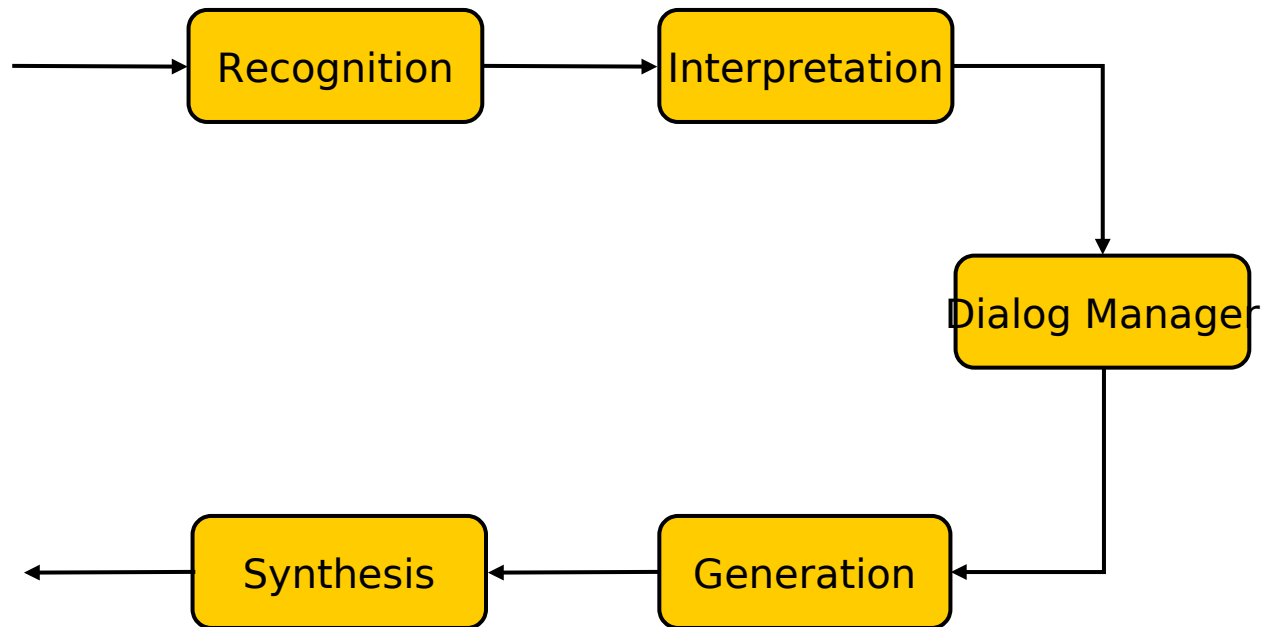 Recognition
Interpretation
Dialog Manager
Synthesis
Generation